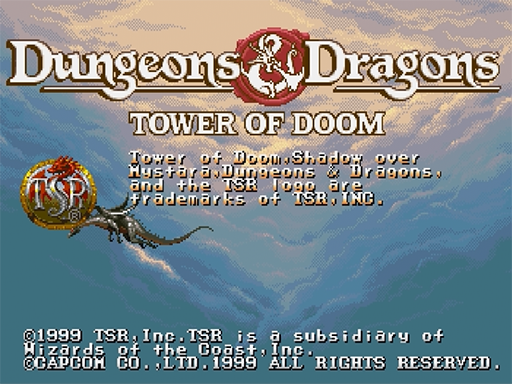 Dungeons & Dragons
TOWER OF DOOM
Tower of Doom,Shadow over
Mystara,Dungeons & Dragons,
and the TSR logo are
trademarks of TSR,INC.
TSR®
©1999 TSR,Inc.TSR is a subsidiary of
Wizards of the Coast,Inc.
©CAPCOM CO.,LTD.1999 ALL RIGHTS RESERVED.